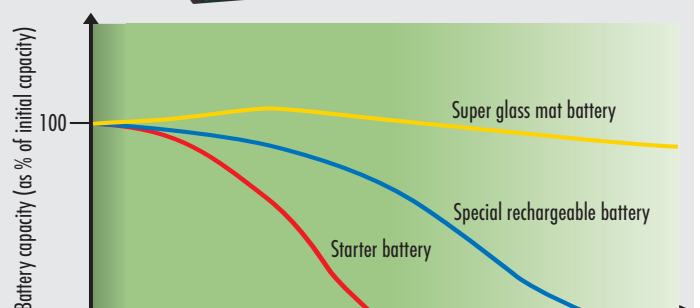 Battery capacity (as % of initial capacity)
100
Super glass mat battery
Special rechargeable battery
Starter battery